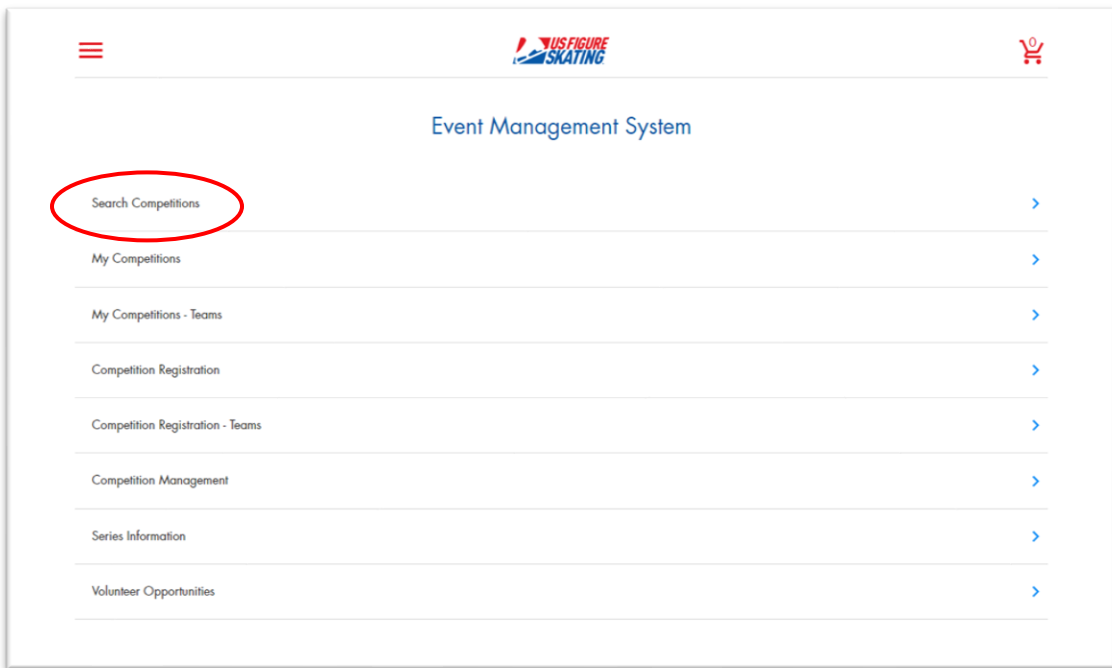 US FIGURE
SKATING
0
Event Management System
Search Competitions
My Competitions
My Competitions - Teams
Competition Registration
Competition Registration - Teams
Competition Management
Series Information
Volunteer Opportunities